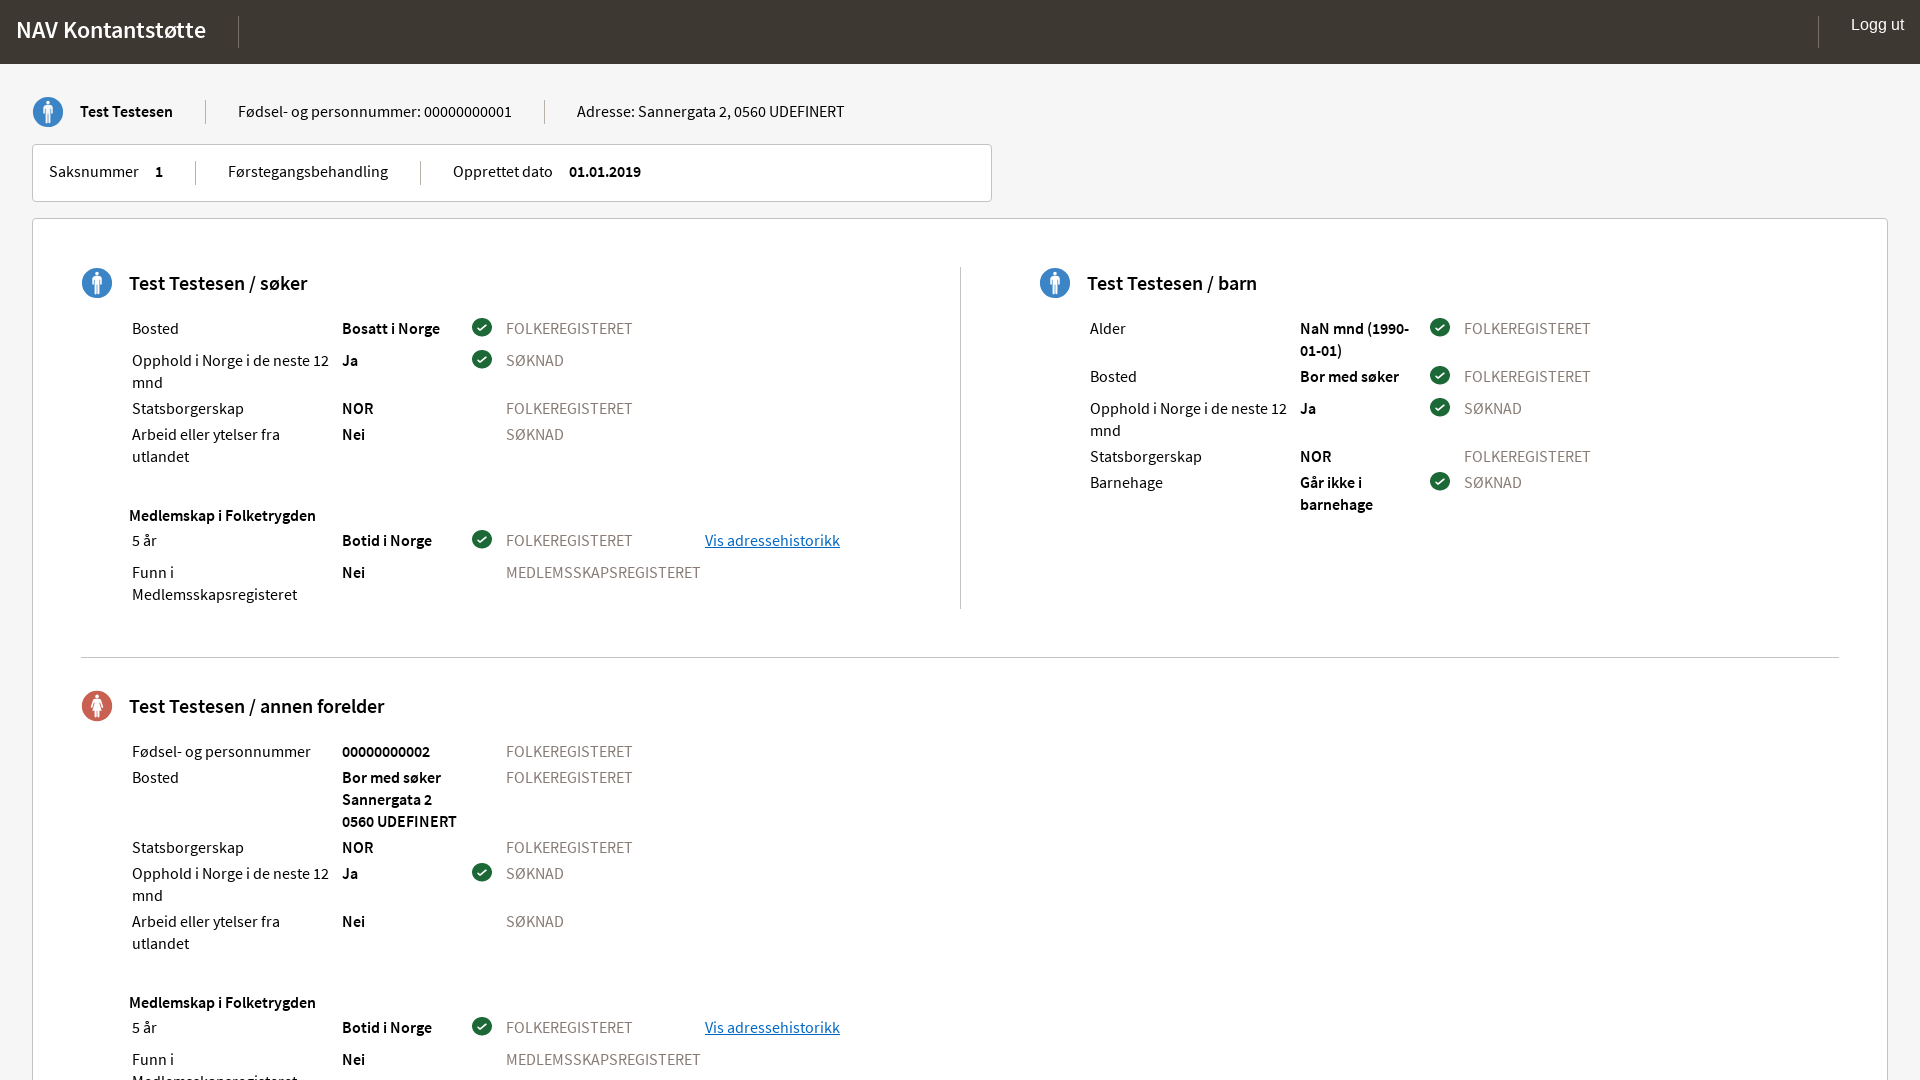 NAV Kontantstøtte
Logg ut
Test Testesen
Fødsel- og personnummer: 00000000001
Adresse: Sannergata 2, 0560 UDEFINERT
Saksnummer 1
Førstegangsbehandling
Opprettet dato 01.01.2019
Test Testesen / søker
Bosted Bosatt i Norge FOLKEREGISTERET
Opphold i Norge i de neste 12 Ja SØKNAD
mnd
Statsborgerskap NOR FOLKEREGISTERET
Arbeid eller ytelser fra Nei SØKNAD
utlandet
Medlemskap i Folketrygden
5 år Botid i Norge FOLKEREGISTERET Vis adressehistorikk
Funn i Nei MEDLEMSSKAPSREGISTERET
Medlemsskapsregisteret
Test Testesen / barn
Alder NaN mnd (1990- FOLKEREGISTERET
01-01)
Bosted Bor med søker FOLKEREGISTERET
Opphold i Norge i de neste 12 Ja SØKNAD
mnd
Statsborgerskap NOR FOLKEREGISTERET
Barnehage Går ikke i SØKNAD
barnehage
Test Testesen / annen forelder
Fødsel- og personnummer 00000000002 FOLKEREGISTERET
Bosted Bor med søker FOLKEREGISTERET
Sannergata 2
0560 UDEFINERT
Statsborgerskap NOR FOLKEREGISTERET
Opphold i Norge i de neste 12 Ja SØKNAD
mnd
Arbeid eller ytelser fra Nei SØKNAD
utlandet
Medlemskap i Folketrygden
5 år Botid i Norge FOLKEREGISTERET Vis adressehistorikk
Funn i Nei MEDLEMSSKAPSREGISTERET
Medlemsskapsregisteret